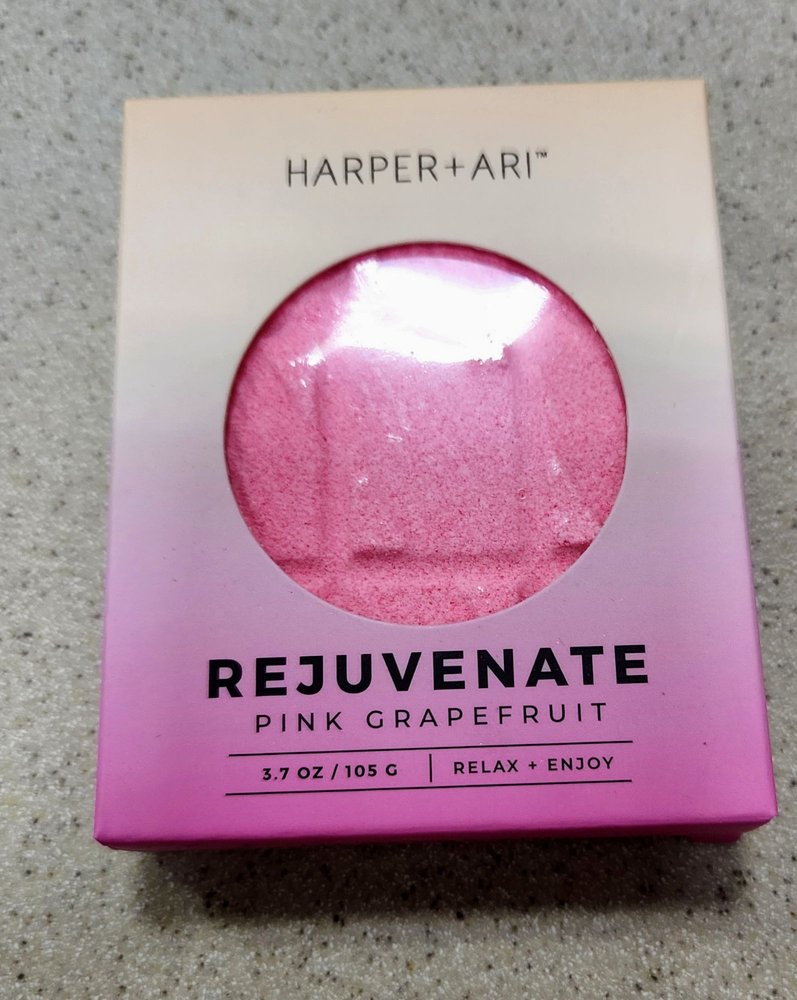 HARPER+ARI™
REJUVENATE
PINK GRAPEFRUIT
3.7 OZ / 105 G | RELAX + ENJOY